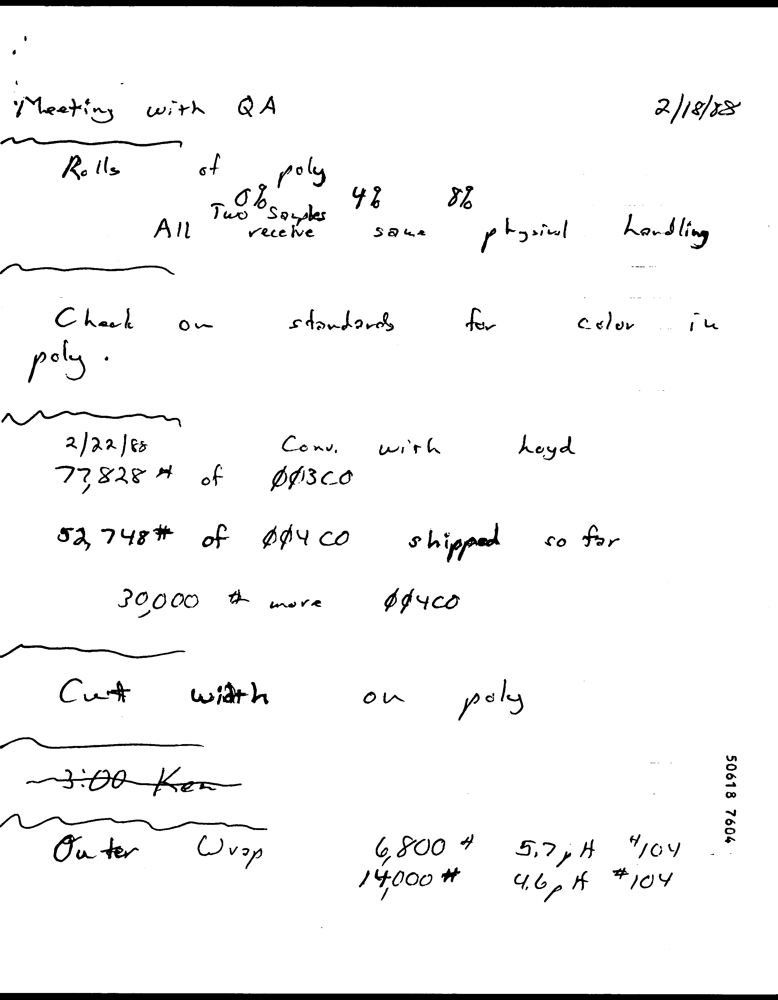 Meeting with QA 2/18/88
Rolls of poly
0% 4% 8%
Two Samples
All receive same physical handling
Check on standards for color in
poly.
2/22/88 Conv. with Loyd
77,828 # of ØØ3CO
52,748# of ØØ4CO shipped so far
30,000 # more ØØ4CO
Cut width on poly
3:00 Ken
Outer Wrap 6,800 # 5.7 pH #104
14,000 # 4.6 pH #104
50618 7604